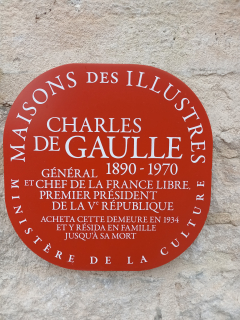 MAISONS DES ILLUSTRES
CHARLES
DE GAULLE
1890 - 1970
GÉNÉRAL
ET CHEF DE LA FRANCE LIBRE,
PREMIER PRÉSIDENT
DE LA Ve RÉPUBLIQUE
ACHETA CETTE DEMEURE EN 1934
ET Y RÉSIDA EN FAMILLE
JUSQU'À SA MORT
MINISTÈRE DE LA CULTURE